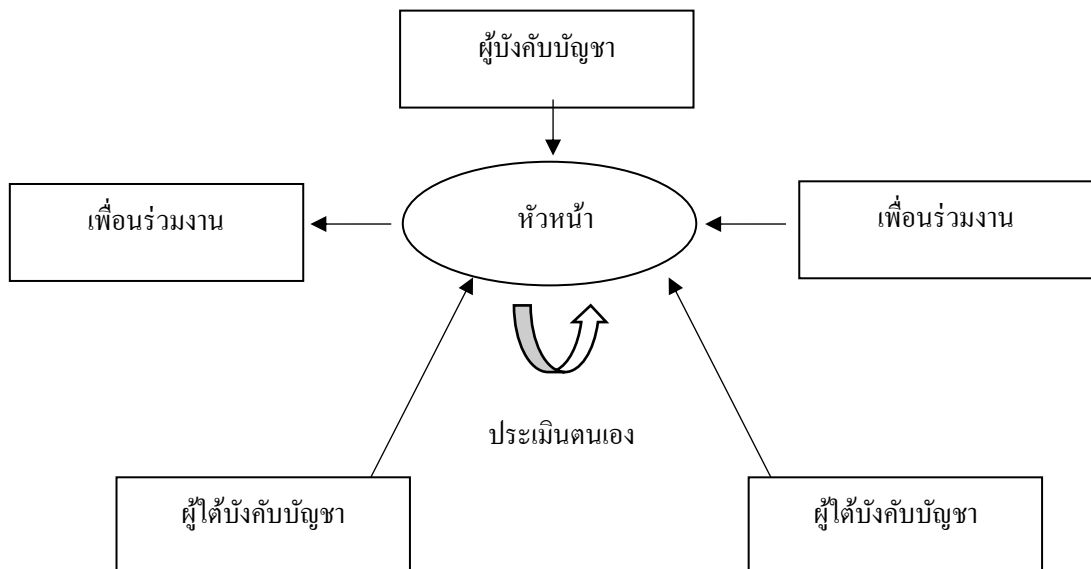 ผู้บังคับบัญชา
เพื่อนร่วมงาน
หัวหน้า
เพื่อนร่วมงาน
ประเมินตนเอง
ผู้ใต้บังคับบัญชา
ผู้ใต้บังคับบัญชา